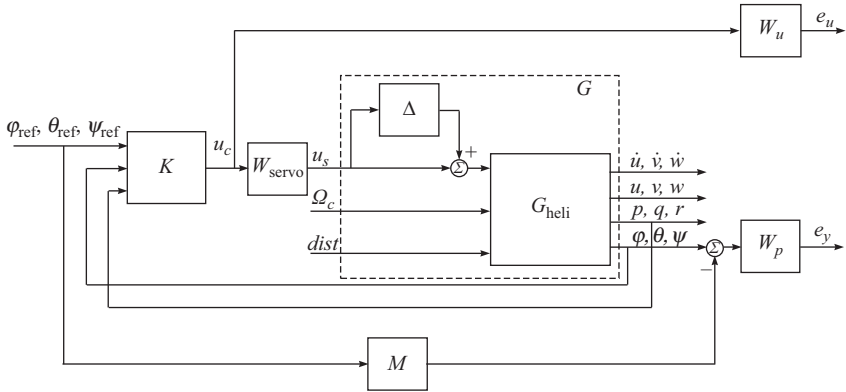 W_u
e_u
G
Δ
φ_ref, θ_ref, ψ_ref
K
u_c
W_servo
u_s
+
Σ
G_heli
u̇, v̇, ẇ
u, v, w
p, q, r
φ, θ, ψ
Ω_c
dist
Σ
−
W_p
e_y
M